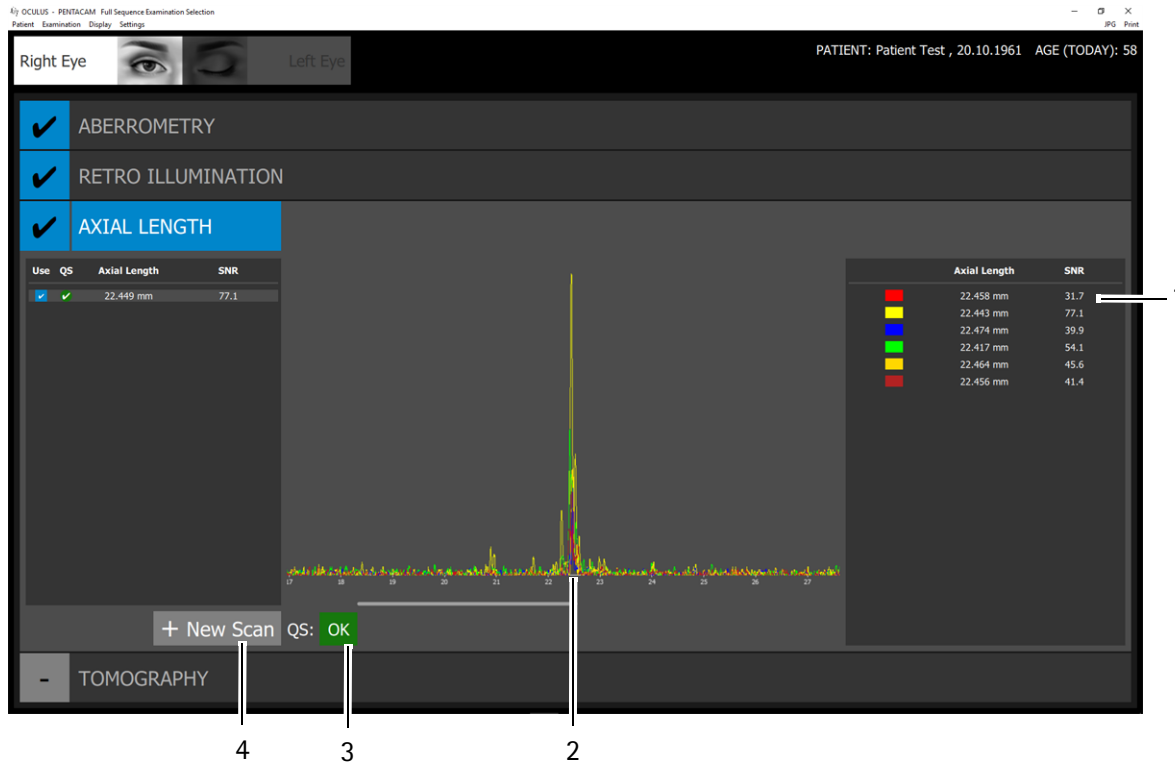 OCULUS - PENTACAM Full Sequence Examination Selection
Patient Examination Display Settings
JPG Print
Right Eye
Left Eye
PATIENT: Patient Test , 20.10.1961 AGE (TODAY): 58
✔ ABERROMETRY
✔ RETRO ILLUMINATION
✔ AXIAL LENGTH
Use QS Axial Length SNR
✔ ✔ 22.449 mm 77.1
Axial Length SNR
22.458 mm 31.7
22.443 mm 77.1
22.474 mm 39.9
22.417 mm 54.1
22.464 mm 45.6
22.456 mm 41.4
17 18 19 20 21 22 23 24 25 26 27
+ New Scan QS: OK
- TOMOGRAPHY
4 3 2